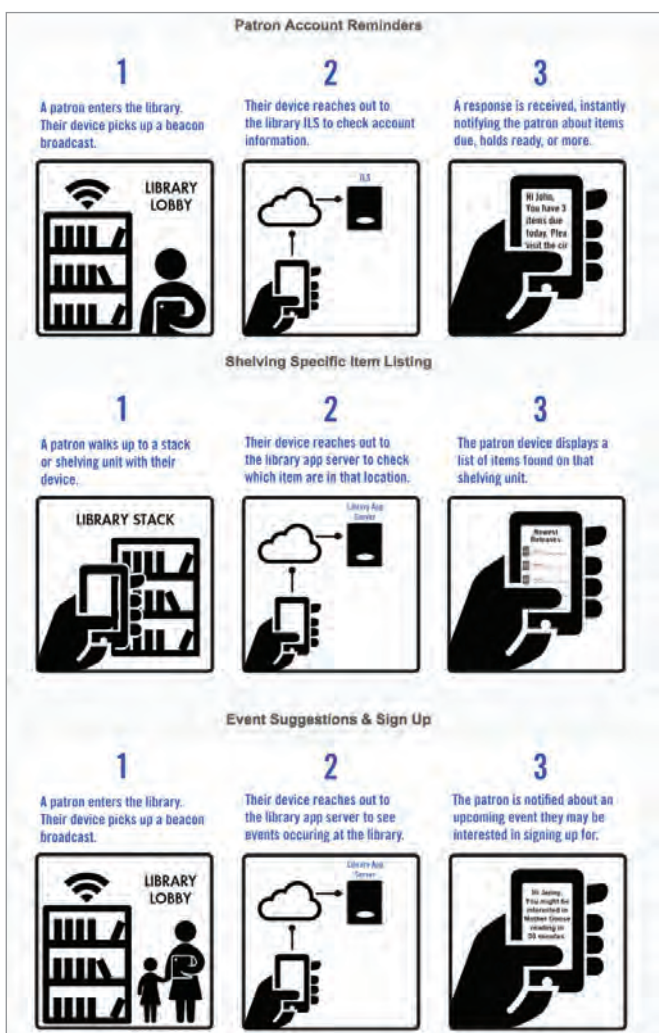 Patron Account Reminders
1
A patron enters the library.
Their device picks up a beacon
broadcast.
LIBRARY
LOBBY
2
Their device reaches out to
the library ILS to check account
information.
ILS
3
A response is received, instantly
notifying the patron about items
due, holds ready, or more.
Hi John,
You have 3
items due
today. Plea
visit the cir
Shelving Specific Item Listing
1
A patron walks up to a stack
or shelving unit with their
device.
LIBRARY STACK
2
Their device reaches out to
the library app server to check
which item are in that location.
Library App
Server
3
The patron device displays a
list of items found on that
shelving unit.
Newest
Releases
Event Suggestions & Sign Up
1
A patron enters the library.
Their device picks up a beacon
broadcast.
LIBRARY
LOBBY
2
Their device reaches out to
the library app server to see
events occuring at the library.
Library App
Server
3
The patron is notified about an
upcoming event they may be
interested in signing up for.
You might be
interested in
Mother Goose
reading in
30 minutes